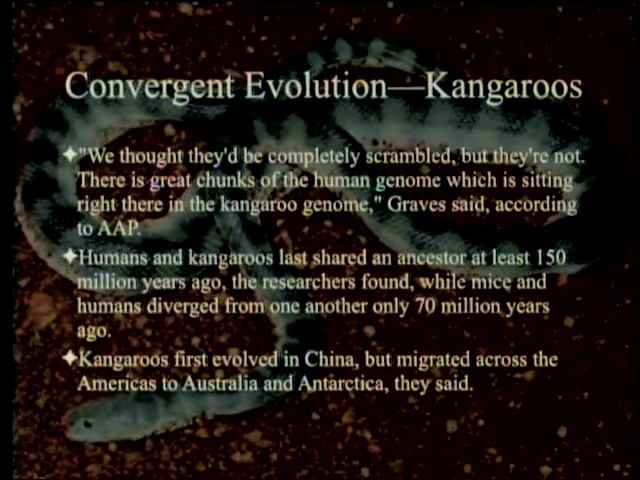 Convergent Evolution—Kangaroos
✦"We thought they'd be completely scrambled, but they're not.
There is great chunks of the human genome which is sitting
right there in the kangaroo genome," Graves said, according
to AAP.
✦Humans and kangaroos last shared an ancestor at least 150
million years ago, the researchers found, while mice and
humans diverged from one another only 70 million years
ago.
✦Kangaroos first evolved in China, but migrated across the
Americas to Australia and Antarctica, they said.